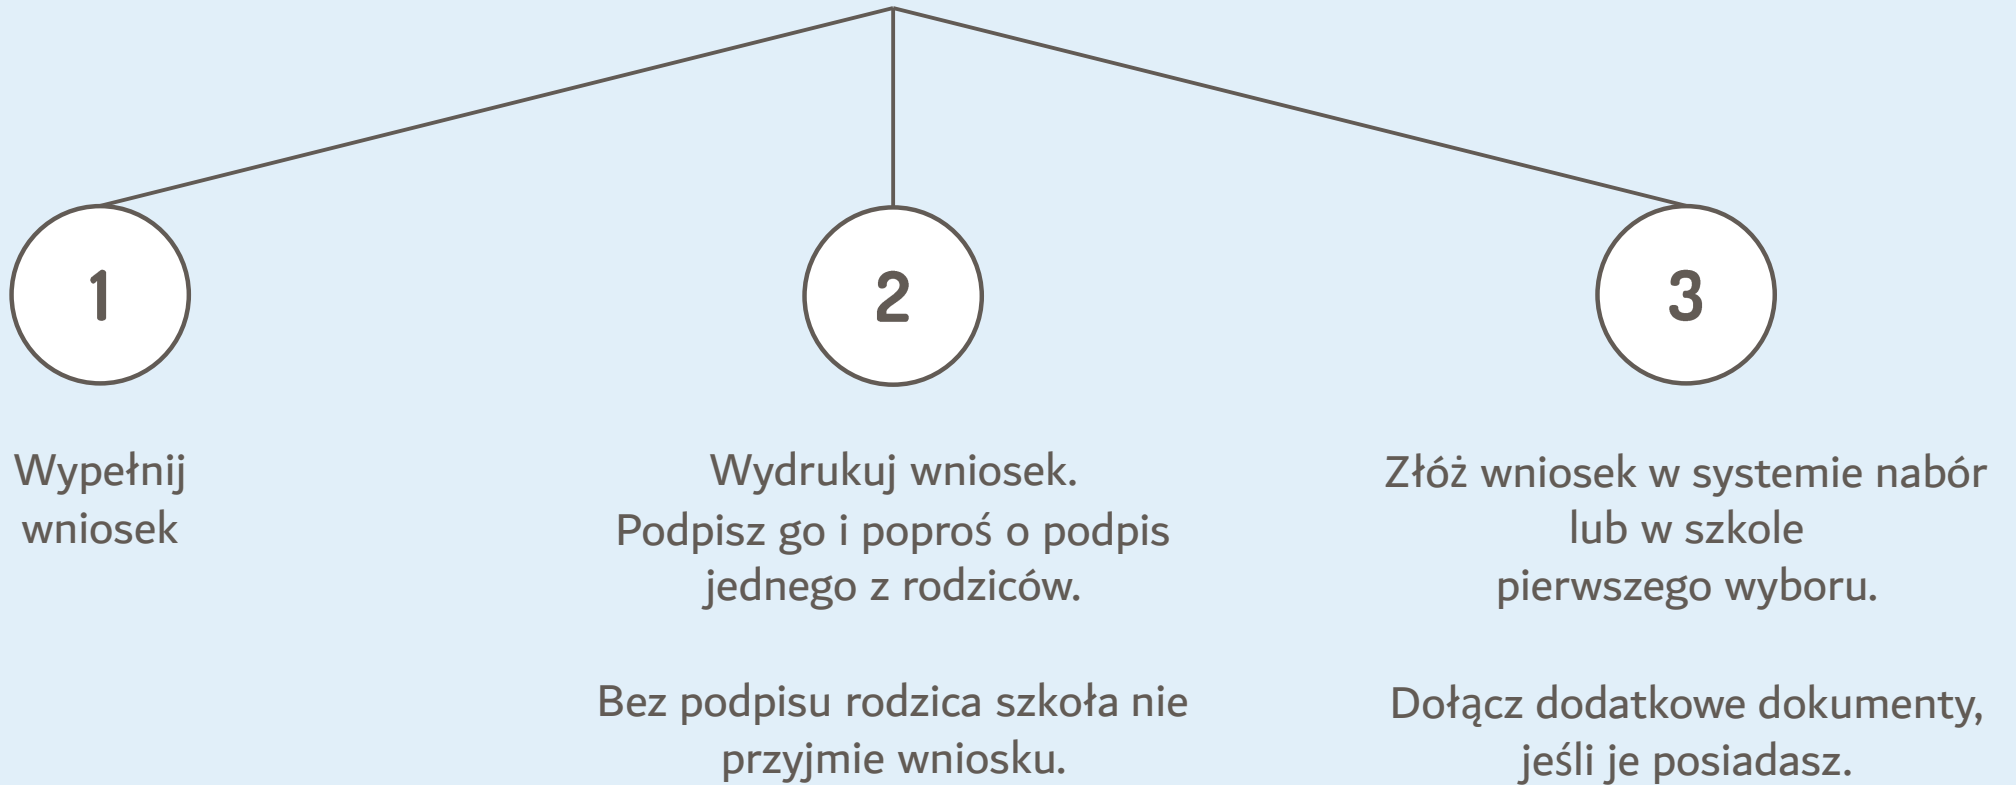 1
Wypełnij
wniosek
2
Wydrukuj wniosek.
Podpisz go i poproś o podpis
jednego z rodziców.
Bez podpisu rodzica szkoła nie
przyjmie wniosku.
3
Złóż wniosek w systemie nabór
lub w szkole
pierwszego wyboru.
Dołącz dodatkowe dokumenty,
jeśli je posiadasz.